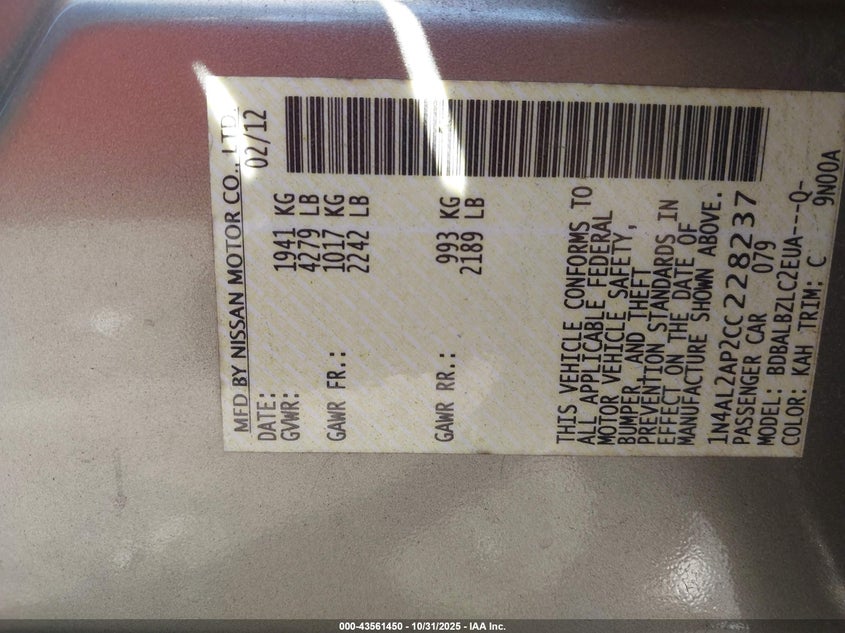 MFD BY NISSAN MOTOR CO., LTD.
DATE: 02/12
GVWR: 1941 KG
4279 LB
GAWR FR.: 1017 KG
2242 LB
GAWR RR.: 993 KG
2189 LB
THIS VEHICLE CONFORMS TO
ALL APPLICABLE FEDERAL
MOTOR VEHICLE SAFETY,
BUMPER, AND THEFT
PREVENTION STANDARDS IN
EFFECT ON THE DATE OF
MANUFACTURE SHOWN ABOVE.
1N4AL2AP2CC228237
PASSENGER CAR 079
MODEL: BDBALBZLC2EUA---Q-
COLOR: KAH TRIM: C 9N00A
000-43561450 - 10/31/2025 - IAA Inc.